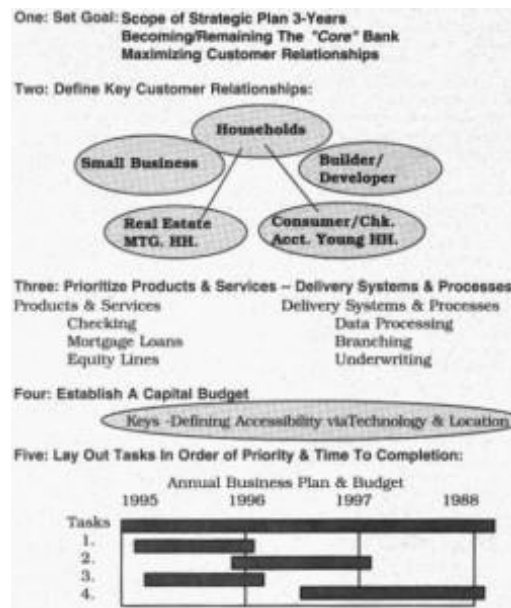 One: Set Goal: Scope of Strategic Plan 3-Years
Becoming/Remaining The "Core" Bank
Maximizing Customer Relationships
Two: Define Key Customer Relationships:
Households
Small Business
Builder/
Developer
Real Estate
MTG. HH.
Consumer/Chk.
Acct. Young HH.
Three: Prioritize Products & Services -- Delivery Systems & Processes
Products & Services
Delivery Systems & Processes
Checking
Data Processing
Mortgage Loans
Branching
Equity Lines
Underwriting
Four: Establish A Capital Budget
Keys -Defining Accessibility viaTechnology & Location
Five: Lay Out Tasks In Order of Priority & Time To Completion:
Annual Business Plan & Budget
1995 1996 1997 1988
Tasks
1.
2.
3.
4.